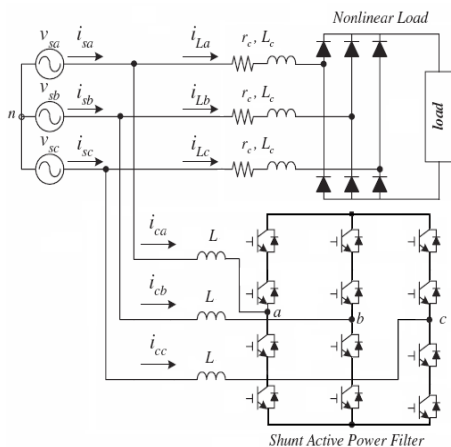 Nonlinear Load
v_sa
i_sa
i_La
r_c, L_c
v_sb
i_sb
i_Lb
r_c, L_c
n
load
v_sc
i_sc
i_Lc
r_c, L_c
i_ca
L
a
i_cb
L
b
c
i_cc
L
Shunt Active Power Filter